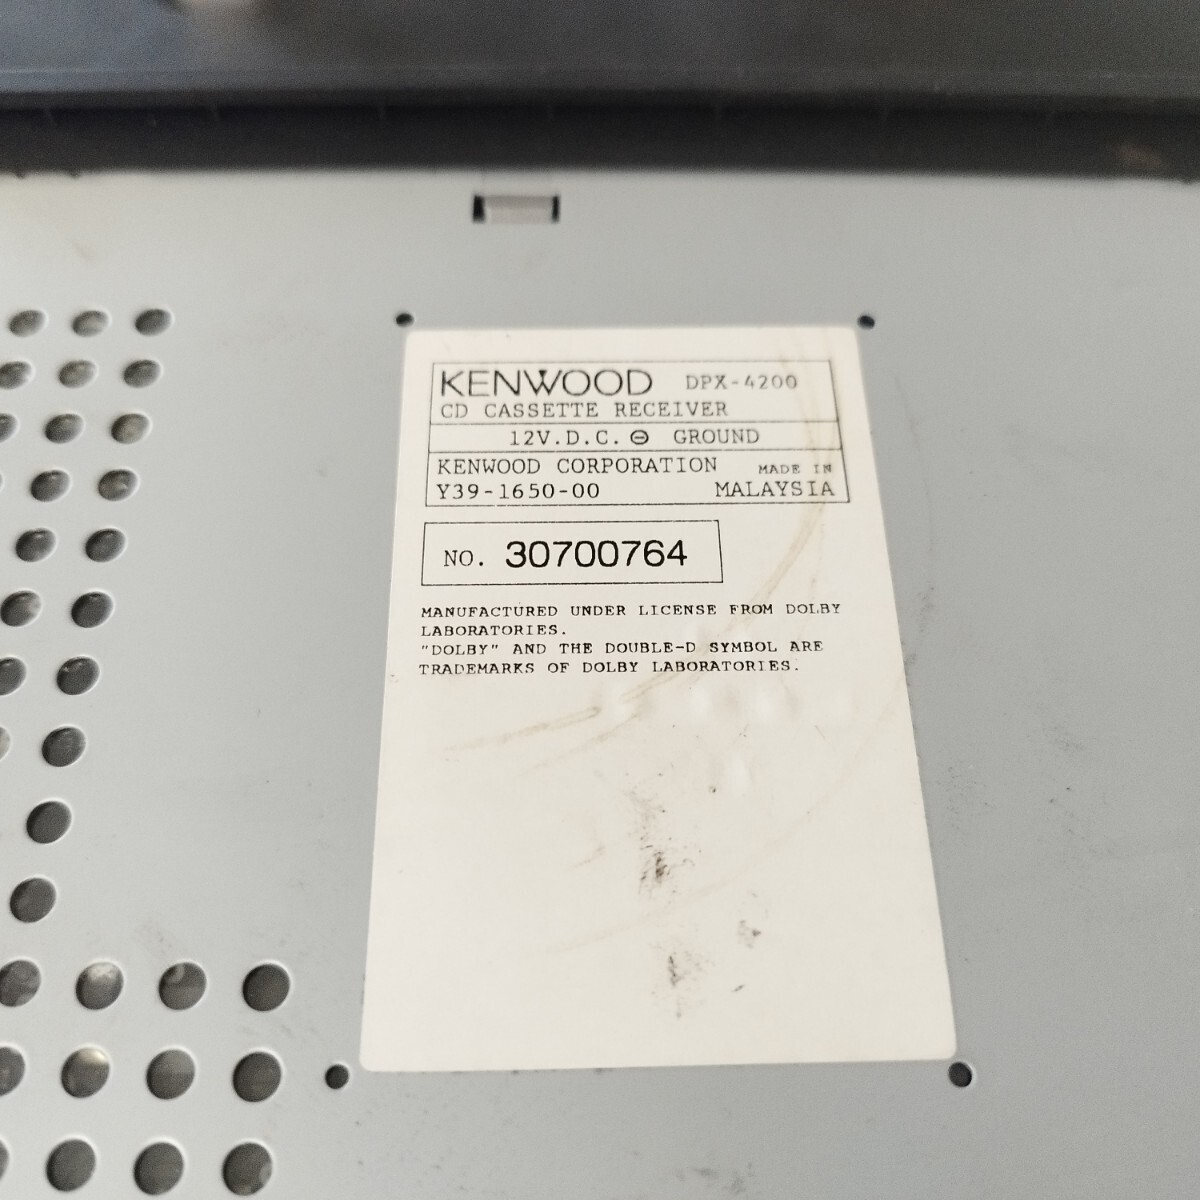 KENWOOD DPX-4200
CD CASSETTE RECEIVER
12V.D.C. ⊖ GROUND
KENWOOD CORPORATION MADE IN
Y39-1650-00 MALAYSIA
NO. 30700764
MANUFACTURED UNDER LICENSE FROM DOLBY
LABORATORIES.
"DOLBY" AND THE DOUBLE-D SYMBOL ARE
TRADEMARKS OF DOLBY LABORATORIES.